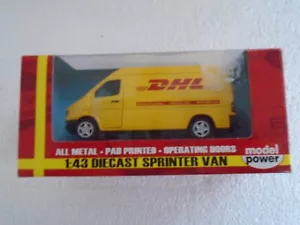 DHL
ALL METAL - PAD PRINTED - OPERATING DOORS
1:43 DIECAST SPRINTER VAN
model
power